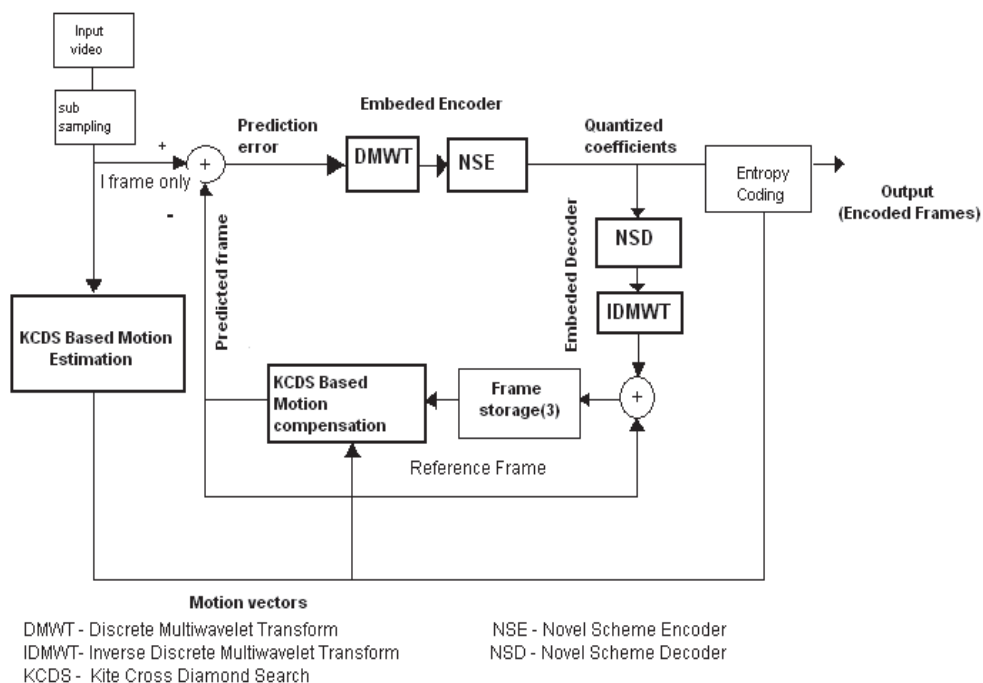 Input
video
sub
sampling
+
I frame only
-
+
Prediction
error
Embeded Encoder
DMWT
NSE
Quantized
coefficients
Entropy
Coding
Output
(Encoded Frames)
Embeded Decoder
NSD
IDMWT
+
Predicted frame
KCDS Based Motion
Estimation
KCDS Based
Motion
compensation
Frame
storage(3)
Reference Frame
Motion vectors
DMWT - Discrete Multiwavelet Transform
IDMWT- Inverse Discrete Multiwavelet Transform
KCDS - Kite Cross Diamond Search
NSE - Novel Scheme Encoder
NSD - Novel Scheme Decoder